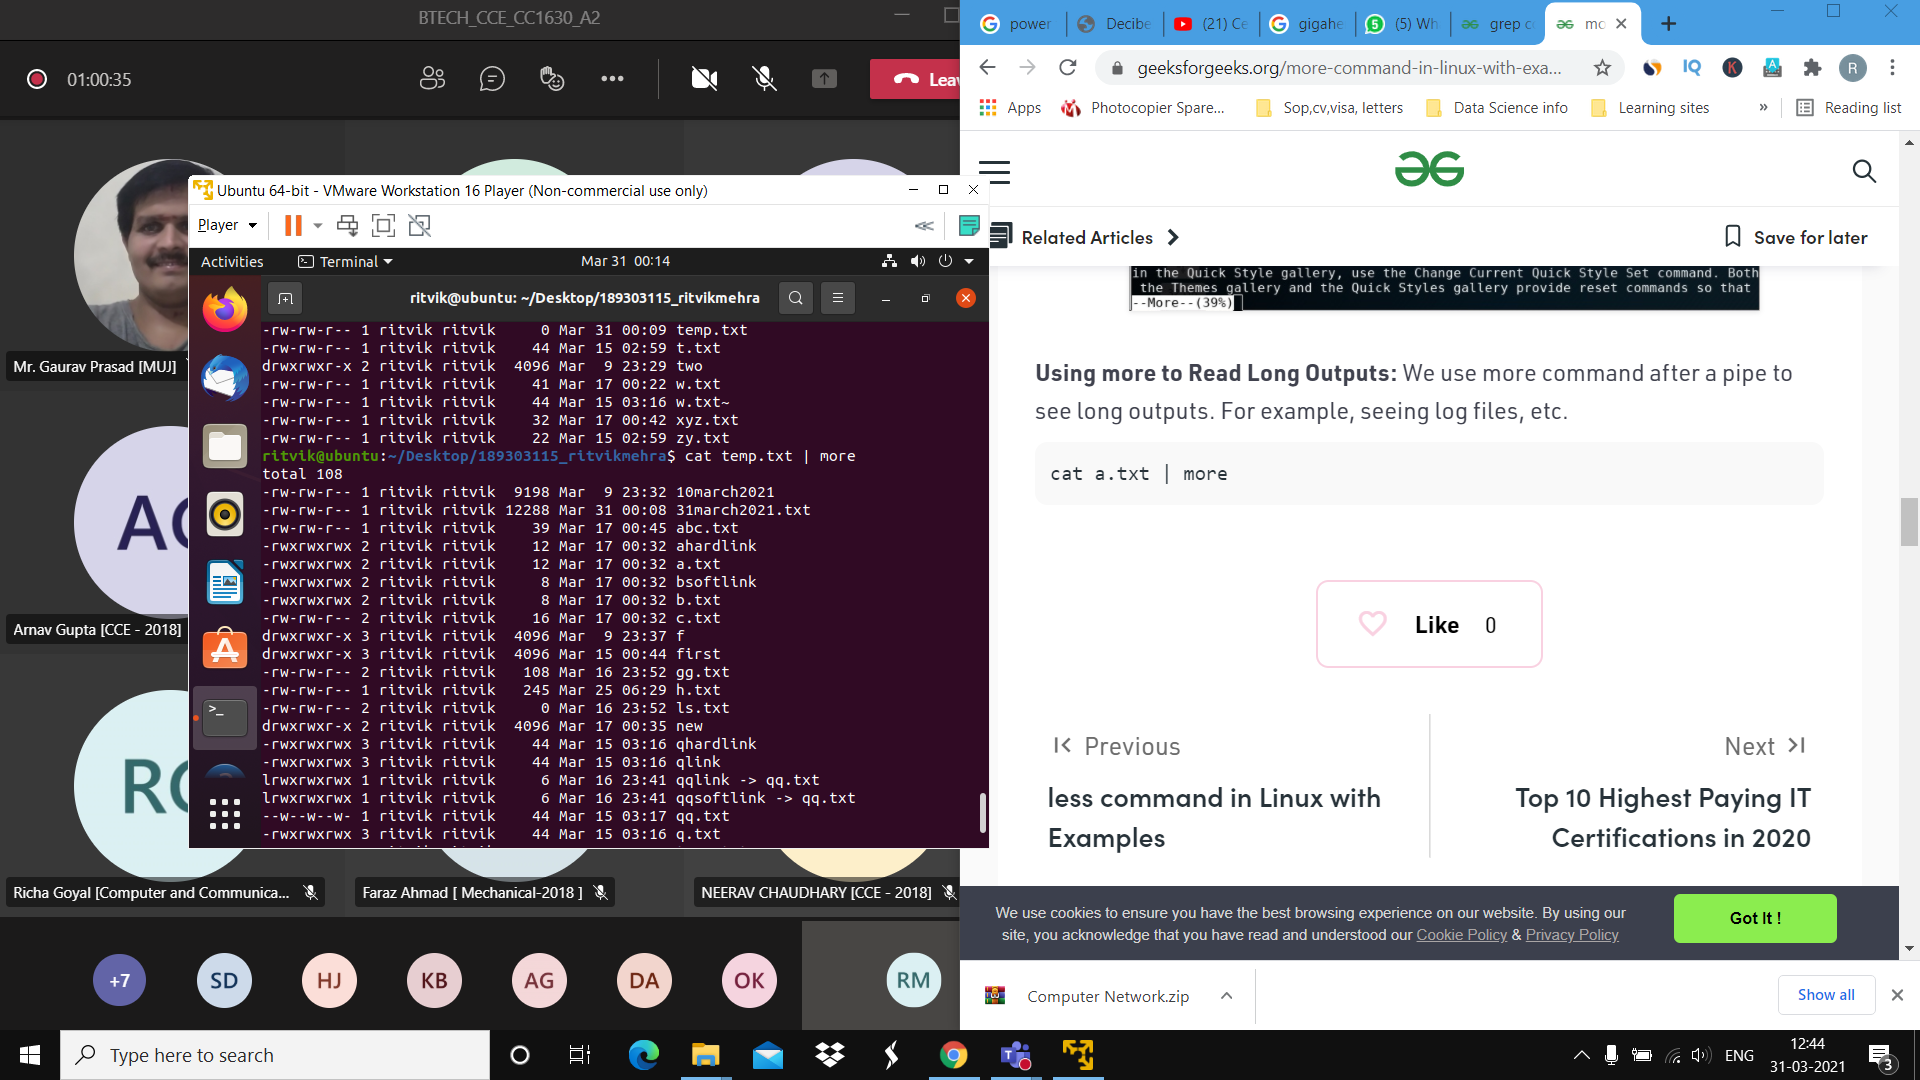 BTECH_CCE_CC1630_A2
01:00:35
Leav
Mr. Gaurav Prasad [MUJ]
AG
Arnav Gupta [CCE - 2018]
Richa Goyal [Computer and Communica...
Faraz Ahmad [ Mechanical-2018 ]
NEERAV CHAUDHARY [CCE - 2018]
+7
SD
HJ
KB
AG
DA
OK
RM
Ubuntu 64-bit - VMware Workstation 16 Player (Non-commercial use only)
Player
Activities
Terminal
Mar 31 00:14
ritvik@ubuntu: ~/Desktop/189303115_ritvikmehra
-rw-rw-r-- 1 ritvik ritvik     0 Mar 31 00:09 temp.txt
-rw-rw-r-- 1 ritvik ritvik    44 Mar 15 02:59 t.txt
drwxrwxr-x 2 ritvik ritvik  4096 Mar  9 23:29 two
-rw-rw-r-- 1 ritvik ritvik    41 Mar 17 00:22 w.txt
-rw-rw-r-- 1 ritvik ritvik    44 Mar 15 03:16 w.txt~
-rw-rw-r-- 1 ritvik ritvik    32 Mar 17 00:42 xyz.txt
-rw-rw-r-- 1 ritvik ritvik    22 Mar 15 02:59 zy.txt
ritvik@ubuntu:~/Desktop/189303115_ritvikmehra$ cat temp.txt | more
total 108
-rw-rw-r-- 1 ritvik ritvik  9198 Mar  9 23:32 10march2021
-rw-rw-r-- 1 ritvik ritvik 12288 Mar 31 00:08 31march2021.txt
-rw-rw-r-- 1 ritvik ritvik    39 Mar 17 00:45 abc.txt
-rwxrwxrwx 2 ritvik ritvik    12 Mar 17 00:32 ahardlink
-rwxrwxrwx 2 ritvik ritvik    12 Mar 17 00:32 a.txt
-rwxrwxrwx 2 ritvik ritvik     8 Mar 17 00:32 bsoftlink
-rwxrwxrwx 2 ritvik ritvik     8 Mar 17 00:32 b.txt
-rw-rw-r-- 2 ritvik ritvik    16 Mar 17 00:32 c.txt
drwxrwxr-x 3 ritvik ritvik  4096 Mar  9 23:37 f
drwxrwxr-x 3 ritvik ritvik  4096 Mar 15 00:44 first
-rw-rw-r-- 2 ritvik ritvik   108 Mar 16 23:52 gg.txt
-rw-rw-r-- 1 ritvik ritvik   245 Mar 25 06:29 h.txt
-rw-rw-r-- 2 ritvik ritvik     0 Mar 16 23:52 ls.txt
drwxrwxr-x 2 ritvik ritvik  4096 Mar 17 00:35 new
-rwxrwxrwx 3 ritvik ritvik    44 Mar 15 03:16 qhardlink
-rwxrwxrwx 3 ritvik ritvik    44 Mar 15 03:16 qlink
lrwxrwxrwx 1 ritvik ritvik     6 Mar 16 23:41 qqlink -> qq.txt
lrwxrwxrwx 1 ritvik ritvik     6 Mar 16 23:41 qqsoftlink -> qq.txt
--w--w--w- 1 ritvik ritvik    44 Mar 15 03:17 qq.txt
-rwxrwxrwx 3 ritvik ritvik    44 Mar 15 03:16 q.txt
power
Decibe
(21) Ce
gigahe
(5) Wh
grep c
mo
geeksforgeeks.org/more-command-in-linux-with-exa...
Apps
Photocopier Spare...
Sop,cv,visa, letters
Data Science info
Learning sites
»
Reading list
Related Articles
Save for later
in the Quick Style gallery, use the Change Current Quick Style Set command. Both
the Themes gallery and the Quick Styles gallery provide reset commands so that
--More--(39%)
Using more to Read Long Outputs: We use more command after a pipe to
see long outputs. For example, seeing log files, etc.
cat a.txt | more
Like 0
Previous
Next
less command in Linux with
Examples
Top 10 Highest Paying IT
Certifications in 2020
We use cookies to ensure you have the best browsing experience on our website. By using our
site, you acknowledge that you have read and understood our Cookie Policy & Privacy Policy
Got It !
Computer Network.zip
Show all
Type here to search
ENG
12:44
31-03-2021
3